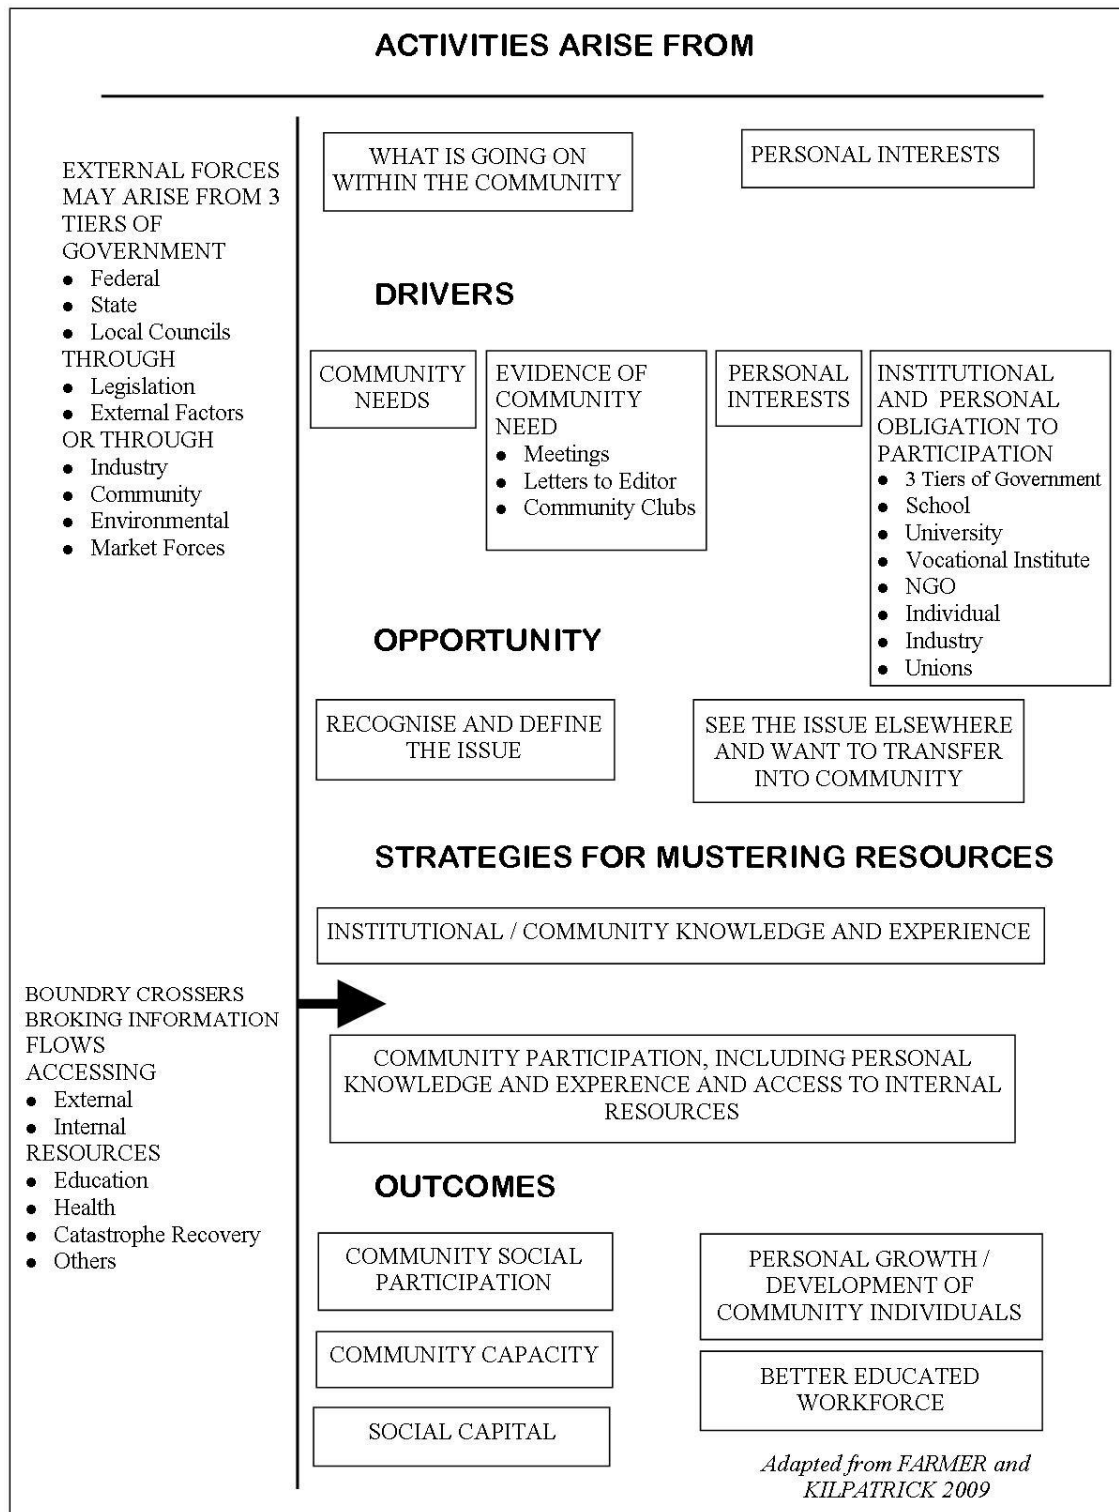 ACTIVITIES ARISE FROM
EXTERNAL FORCES
MAY ARISE FROM 3
TIERS OF
GOVERNMENT
● Federal
● State
● Local Councils
THROUGH
● Legislation
● External Factors
OR THROUGH
● Industry
● Community
● Environmental
● Market Forces
WHAT IS GOING ON
WITHIN THE COMMUNITY
PERSONAL INTERESTS
DRIVERS
COMMUNITY
NEEDS
EVIDENCE OF
COMMUNITY
NEED
● Meetings
● Letters to Editor
● Community Clubs
PERSONAL
INTERESTS
INSTITUTIONAL
AND PERSONAL
OBLIGATION TO
PARTICIPATION
● 3 Tiers of Government
● School
● University
● Vocational Institute
● NGO
● Individual
● Industry
● Unions
OPPORTUNITY
RECOGNISE AND DEFINE
THE ISSUE
SEE THE ISSUE ELSEWHERE
AND WANT TO TRANSFER
INTO COMMUNITY
STRATEGIES FOR MUSTERING RESOURCES
INSTITUTIONAL / COMMUNITY KNOWLEDGE AND EXPERIENCE
BOUNDRY CROSSERS
BROKING INFORMATION
FLOWS
ACCESSING
● External
● Internal
RESOURCES
● Education
● Health
● Catastrophe Recovery
● Others
COMMUNITY PARTICIPATION, INCLUDING PERSONAL
KNOWLEDGE AND EXPERENCE AND ACCESS TO INTERNAL
RESOURCES
OUTCOMES
COMMUNITY SOCIAL
PARTICIPATION
PERSONAL GROWTH /
DEVELOPMENT OF
COMMUNITY INDIVIDUALS
COMMUNITY CAPACITY
BETTER EDUCATED
WORKFORCE
SOCIAL CAPITAL
Adapted from FARMER and
KILPATRICK 2009